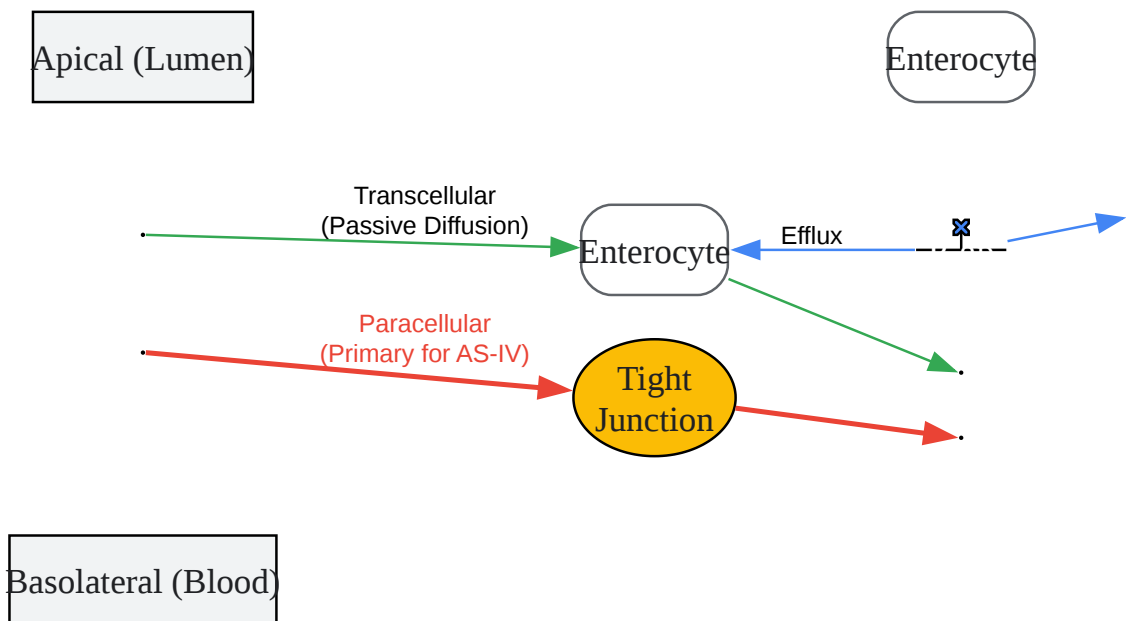 Apical (Lumen)
Enterocyte
Transcellular
(Passive Diffusion)
Enterocyte
Efflux
Paracellular
(Primary for AS-IV)
Tight
Junction
Basolateral (Blood)